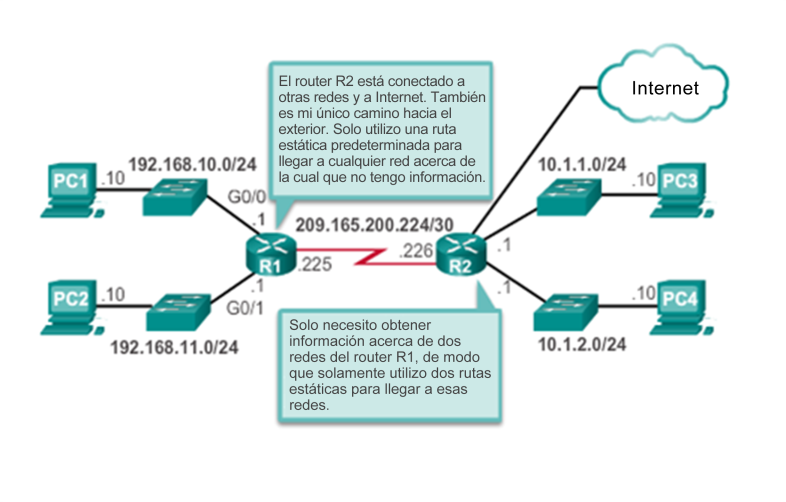 El router R2 está conectado a
otras redes y a Internet. También
es mi único camino hacia el
exterior. Solo utilizo una ruta
estática predeterminada para
llegar a cualquier red acerca de
la cual que no tengo información.
Internet
192.168.10.0/24
10.1.1.0/24
PC1
.10
G0/0
.10
PC3
.1
209.165.200.224/30
R1
.225
.226
R2
.1
PC2
.10
.1
G0/1
.1
.10
PC4
192.168.11.0/24
10.1.2.0/24
Solo necesito obtener
información acerca de dos
redes del router R1, de modo
que solamente utilizo dos rutas
estáticas para llegar a esas
redes.